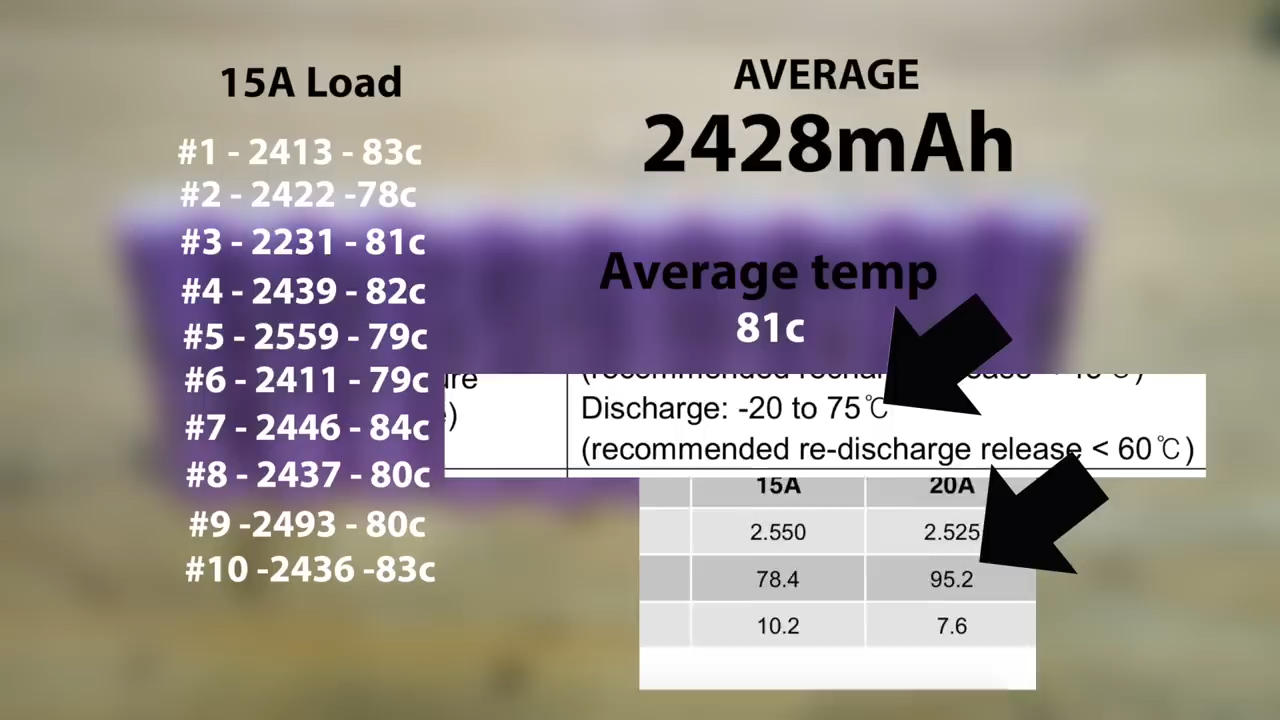 15A Load
#1 - 2413 - 83c
#2 - 2422 -78c
#3 - 2231 - 81c
#4 - 2439 - 82c
#5 - 2559 - 79c
#6 - 2411 - 79c
#7 - 2446 - 84c
#8 - 2437 - 80c
#9 -2493 - 80c
#10 -2436 -83c
AVERAGE
2428mAh
Average temp
81c
Discharge: -20 to 75℃
(recommended re-discharge release < 60℃)
15A 20A
2.550 2.525
78.4 95.2
10.2 7.6